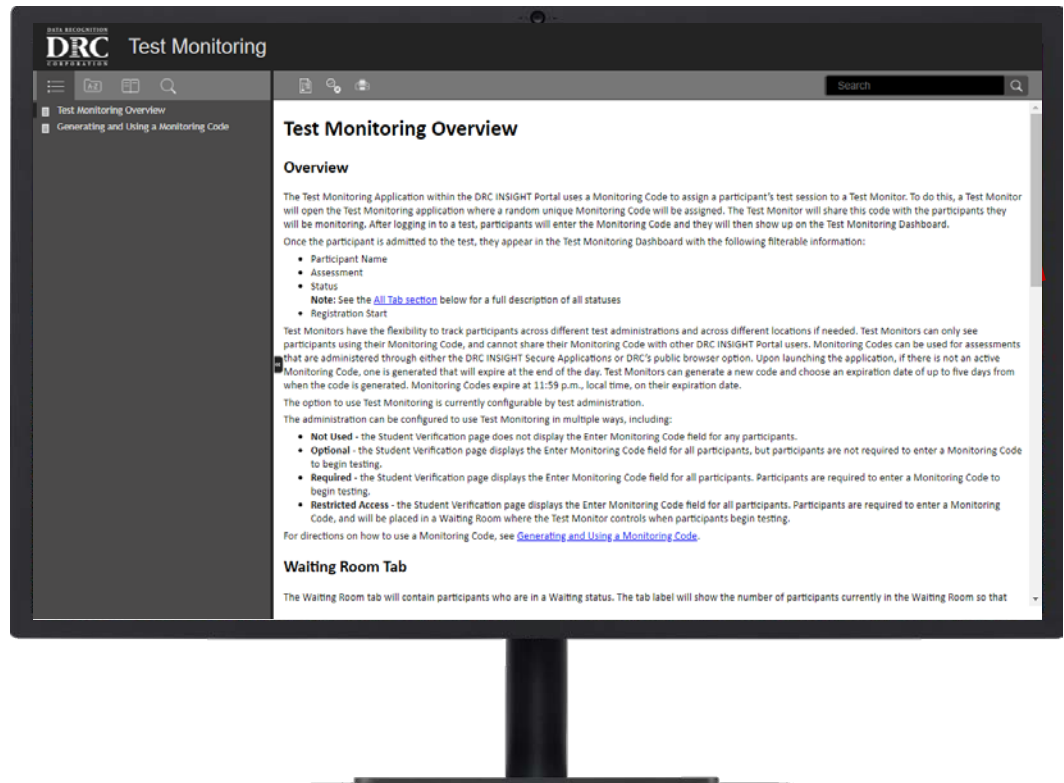 DATA RECOGNITION
DRC
CORPORATION
Test Monitoring
Search
Test Monitoring Overview
Generating and Using a Monitoring Code
Test Monitoring Overview
Overview
The Test Monitoring Application within the DRC INSIGHT Portal uses a Monitoring Code to assign a participant's test session to a Test Monitor. To do this, a Test Monitor
will open the Test Monitoring application where a random unique Monitoring Code will be assigned. The Test Monitor will share this code with the participants they
will be monitoring. After logging in to a test, participants will enter the Monitoring Code and they will then show up on the Test Monitoring Dashboard.
Once the participant is admitted to the test, they appear in the Test Monitoring Dashboard with the following filterable information:
• Participant Name
• Assessment
• Status
Note: See the All Tab section below for a full description of all statuses
• Registration Start
Test Monitors have the flexibility to track participants across different test administrations and across different locations if needed. Test Monitors can only see
participants using their Monitoring Code, and cannot share their Monitoring Code with other DRC INSIGHT Portal users. Monitoring Codes can be used for assessments
that are administered through either the DRC INSIGHT Secure Applications or DRC's public browser option. Upon launching the application, if there is not an active
Monitoring Code, one is generated that will expire at the end of the day. Test Monitors can generate a new code and choose an expiration date of up to five days from
when the code is generated. Monitoring Codes expire at 11:59 p.m., local time, on their expiration date.
The option to use Test Monitoring is currently configurable by test administration.
The administration can be configured to use Test Monitoring in multiple ways, including:
• Not Used - the Student Verification page does not display the Enter Monitoring Code field for any participants.
• Optional - the Student Verification page displays the Enter Monitoring Code field for all participants, but participants are not required to enter a Monitoring Code
to begin testing.
• Required - the Student Verification page displays the Enter Monitoring Code field for all participants. Participants are required to enter a Monitoring Code to
begin testing.
• Restricted Access - the Student Verification page displays the Enter Monitoring Code field for all participants. Participants are required to enter a Monitoring
Code, and will be placed in a Waiting Room where the Test Monitor controls when participants begin testing.
For directions on how to use a Monitoring Code, see Generating and Using a Monitoring Code.
Waiting Room Tab
The Waiting Room tab will contain participants who are in a Waiting status. The tab label will show the number of participants currently in the Waiting Room so that